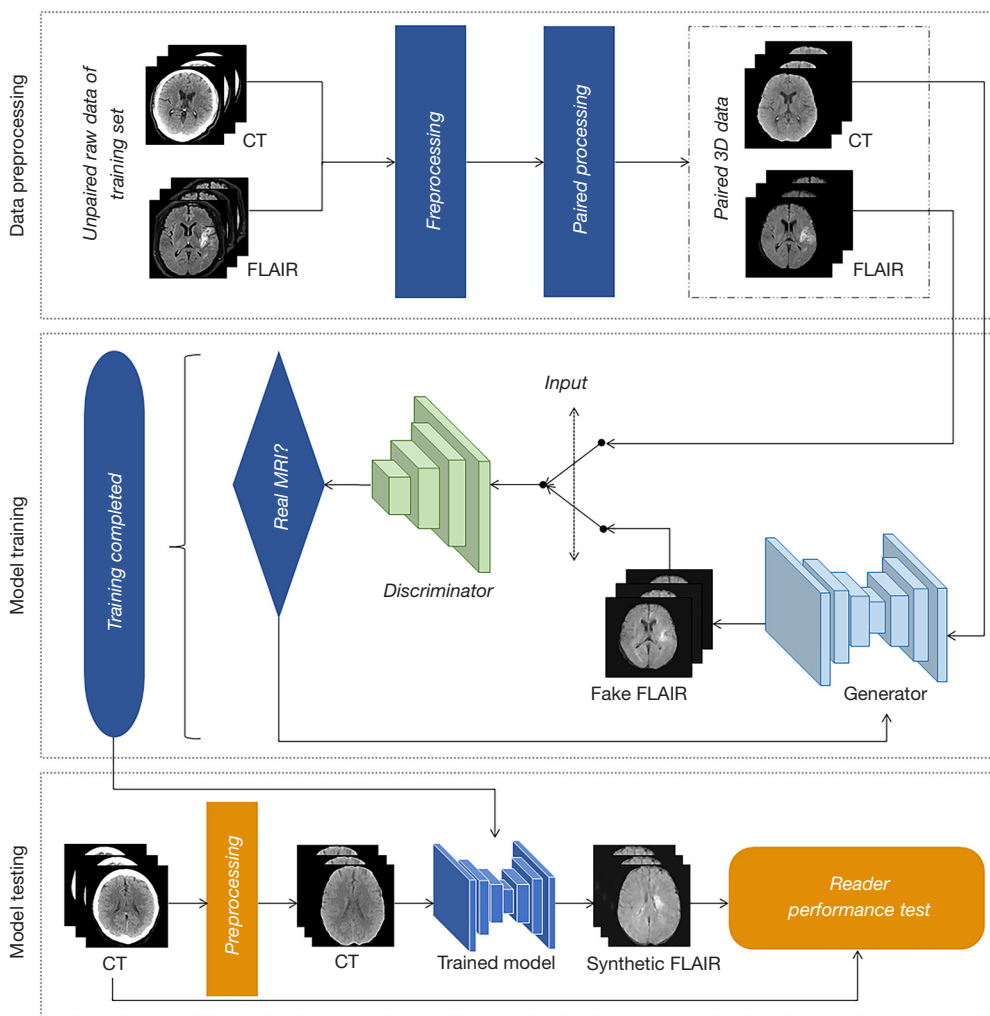 Data preprocessing
Unpaired raw data of
training set
CT
FLAIR
Freprocessing
Paired processing
Paired 3D data
CT
FLAIR
Model training
Training completed
Real MRI?
Discriminator
Input
Fake FLAIR
Generator
Model testing
CT
Preprocessing
CT
Trained model
Synthetic FLAIR
Reader
performance test